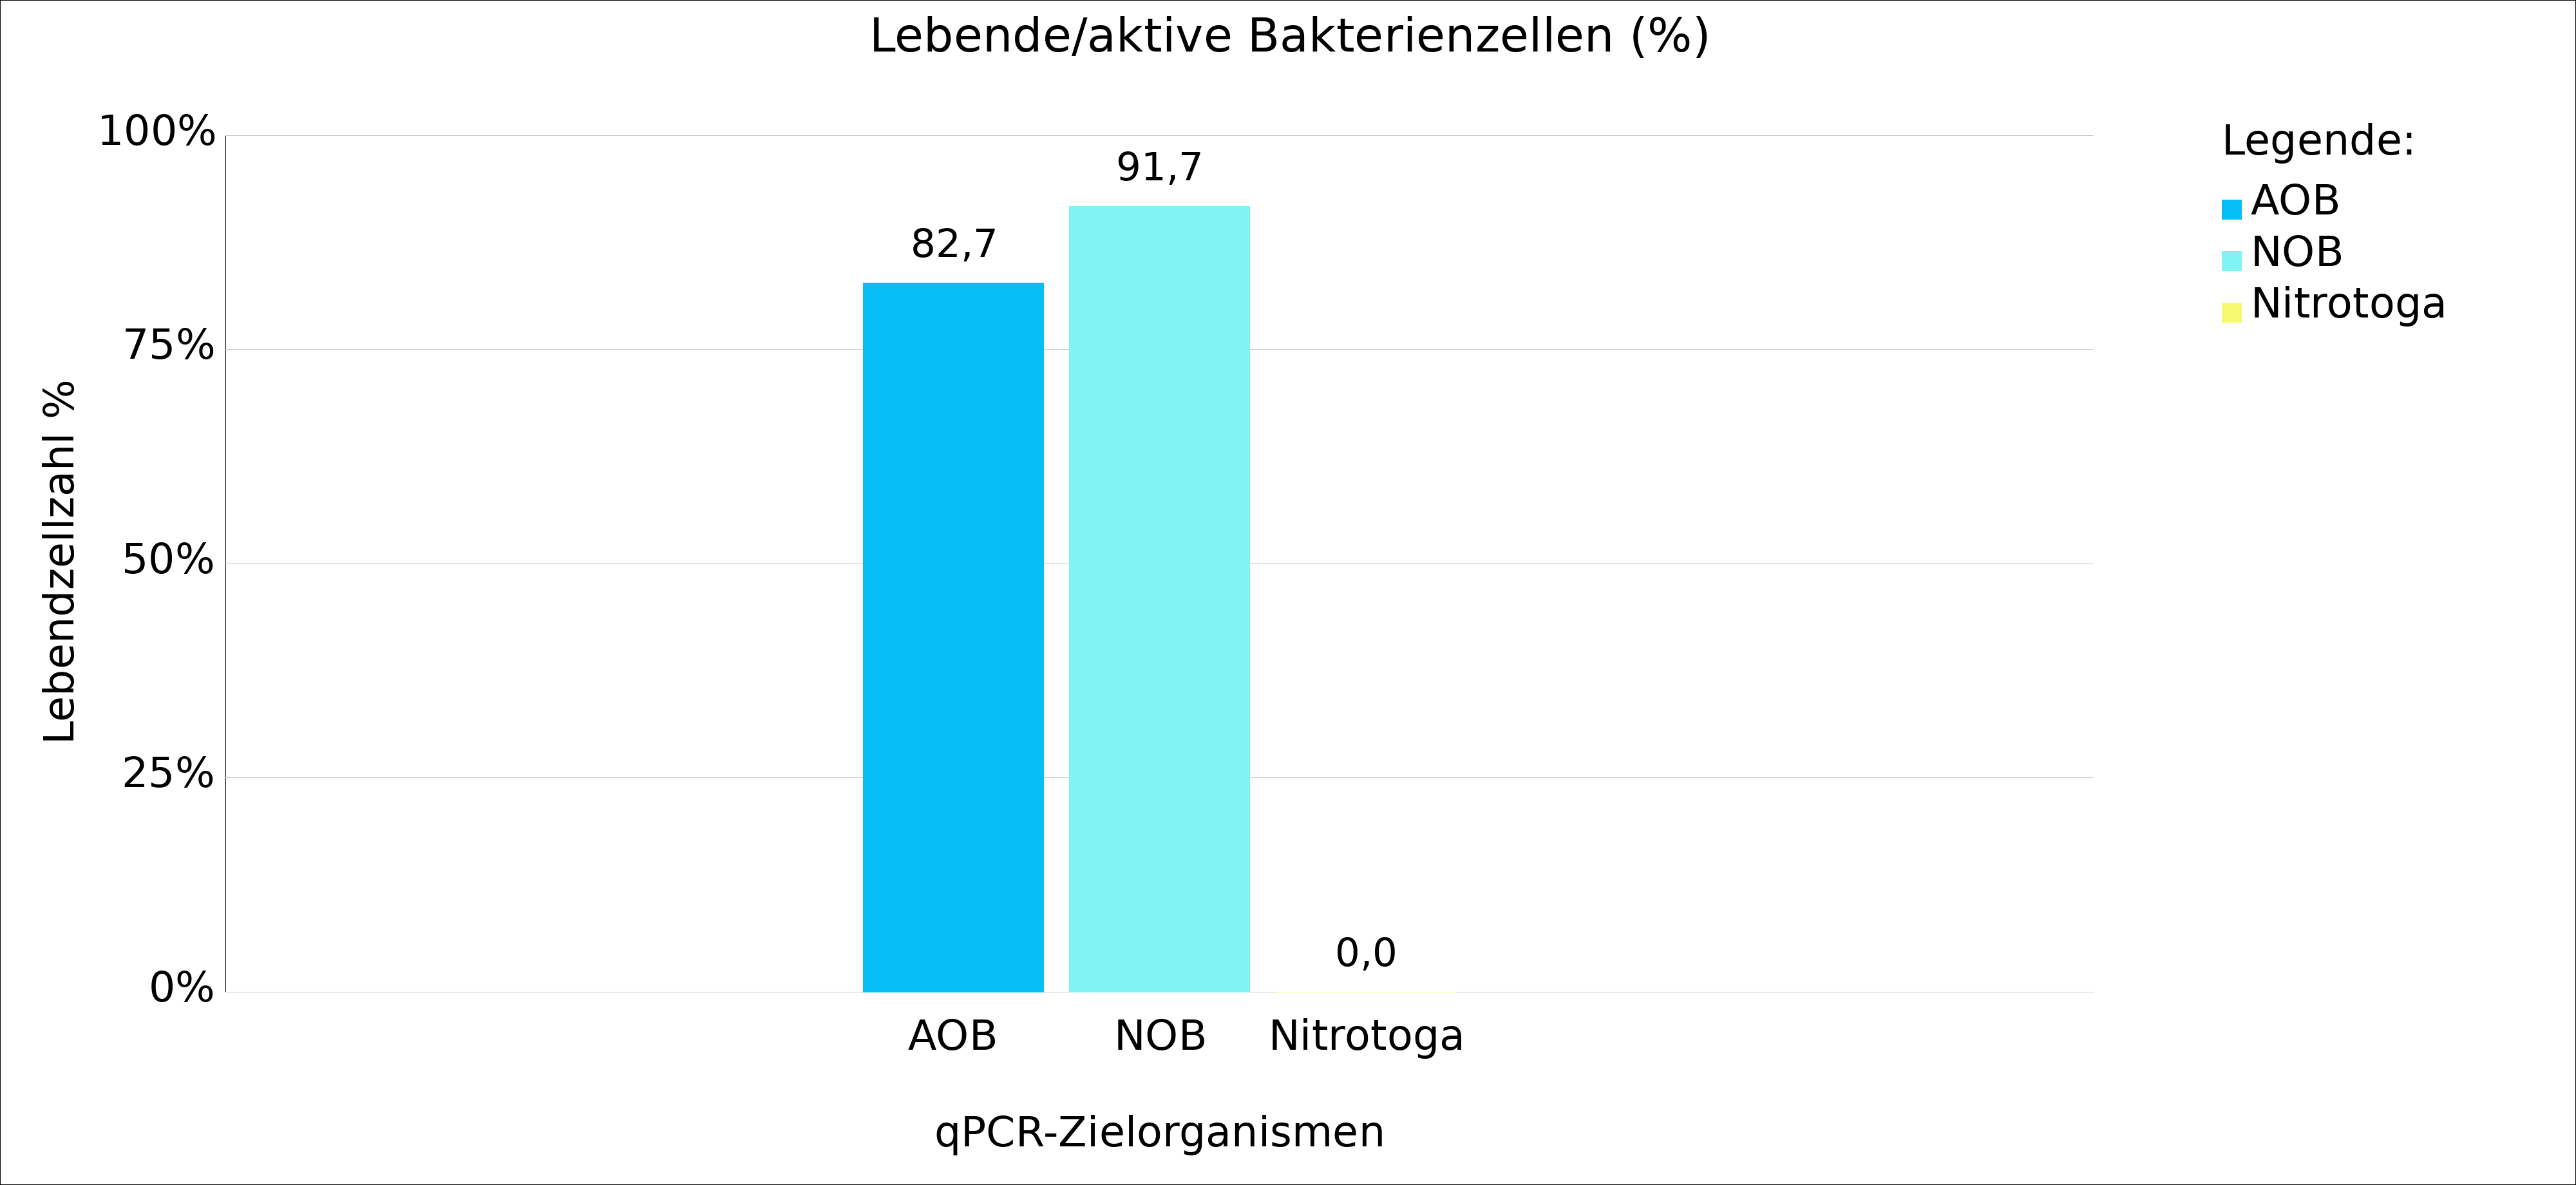 Lebende/aktive Bakterienzellen (%)
Lebendzellzahl %
100%
75%
50%
25%
0%
82,7
91,7
0,0
AOB
NOB
Nitrotoga
qPCR-Zielorganismen
Legende:
AOB
NOB
Nitrotoga